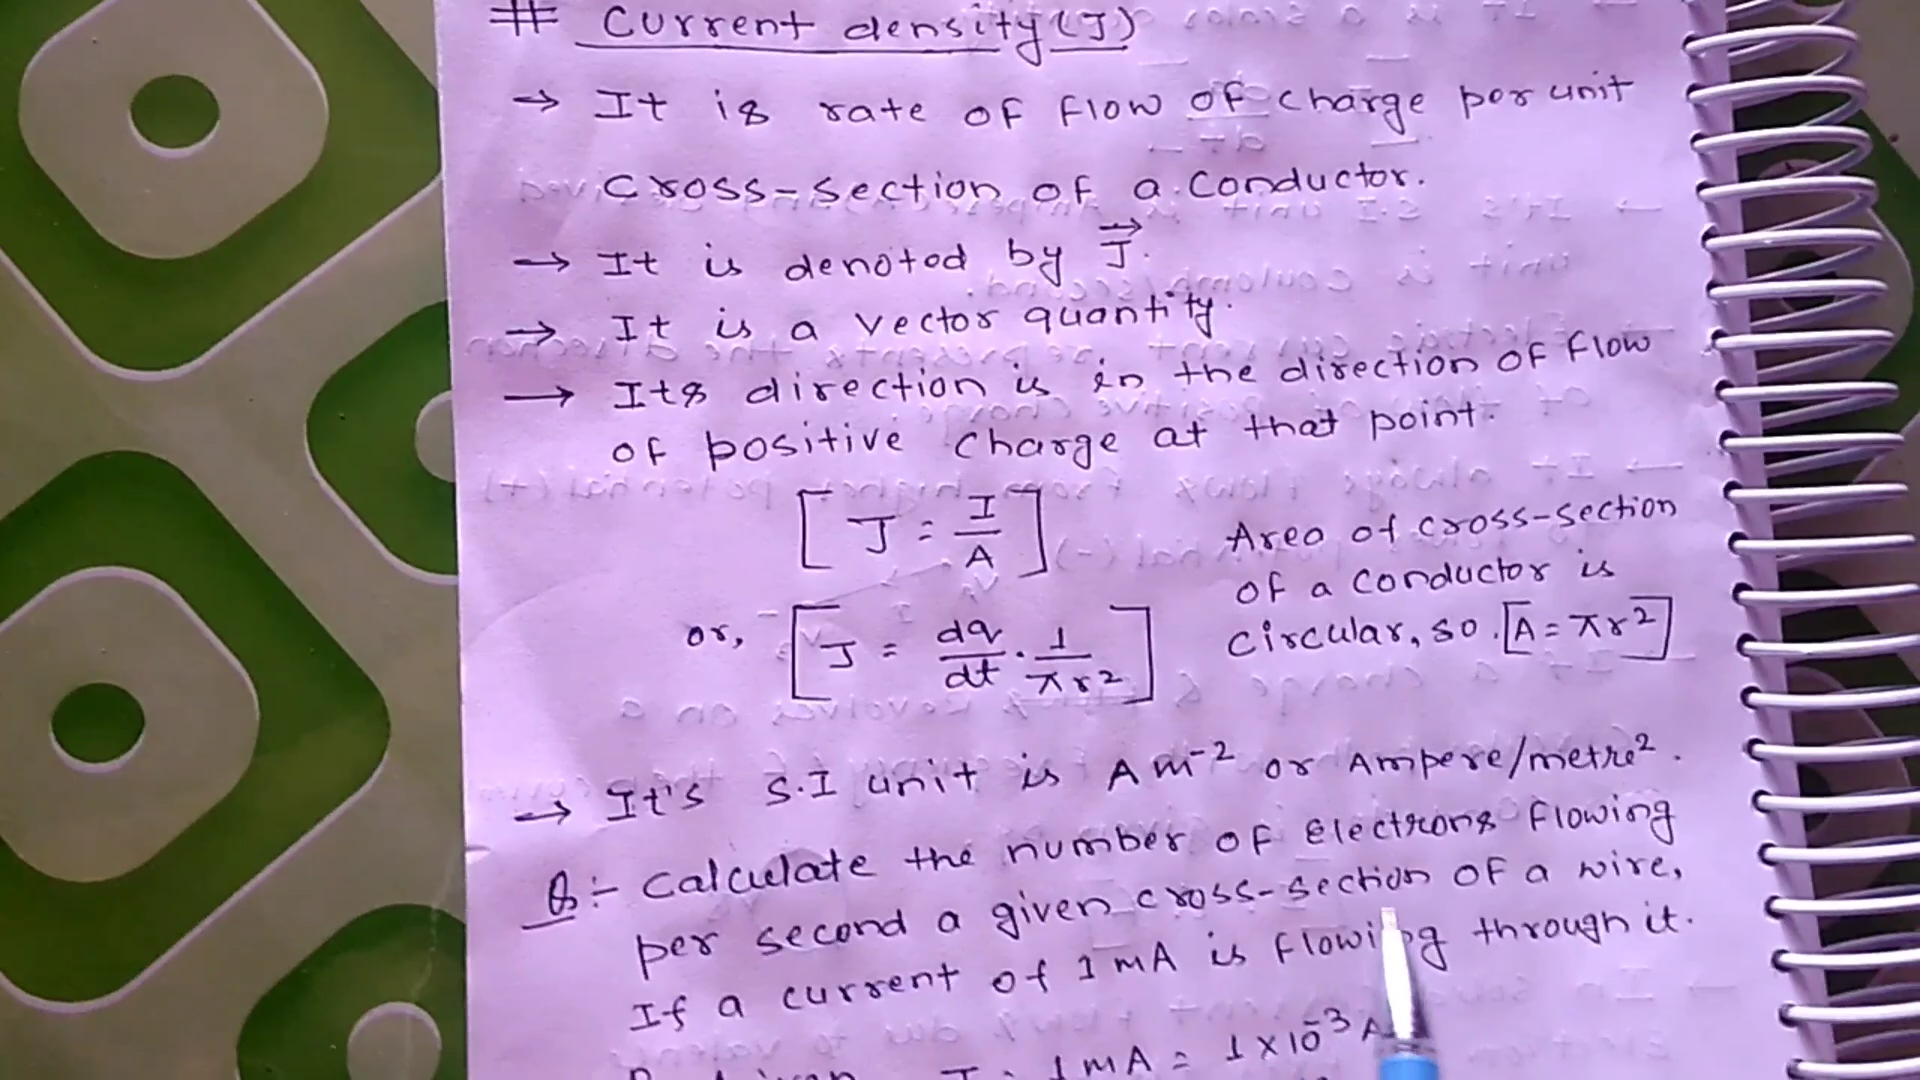 # Current density (J)
→ It is rate of flow of charge per unit
cross-section of a conductor.
→ It is denoted by J⃗.
→ It is a vector quantity.
→ Its direction is in the direction of flow
of positive charge at that point.
[J = I/A]
Area of cross-section
of a conductor is
circular, so. [A = πr²]
or, [J = dq/dt · 1/πr²]
→ It's S.I unit is Am⁻² or Ampere/metre².
Q:- Calculate the number of electrons flowing
per second a given cross-section of a wire,
If a current of 1 mA is flowing through it.
1mA = 1×10⁻³ A